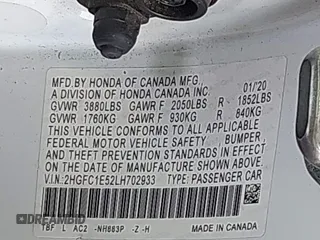 MFD.BY HONDA OF CANADA MFG.
A DIVISION OF HONDA CANADA INC. 01/20
GVWR 3880LBS GAWR F 2050LBS R 1852LBS
GVWR 1760KG GAWR F 930KG R 840KG
THIS VEHICLE CONFORMS TO ALL APPLICABLE
FEDERAL MOTOR VEHICLE SAFETY BUMPER,
AND THEFT PREVENTION STANDARDS IN EFFECT
ON THE DATE OF MANUFACTURE SHOWN ABOVE.
V.I.N.:2HGFC1E52LH702933 TYPE:PASSENGER CAR
TBF L AC2 -NH883P -Z -H MADE IN CANADA